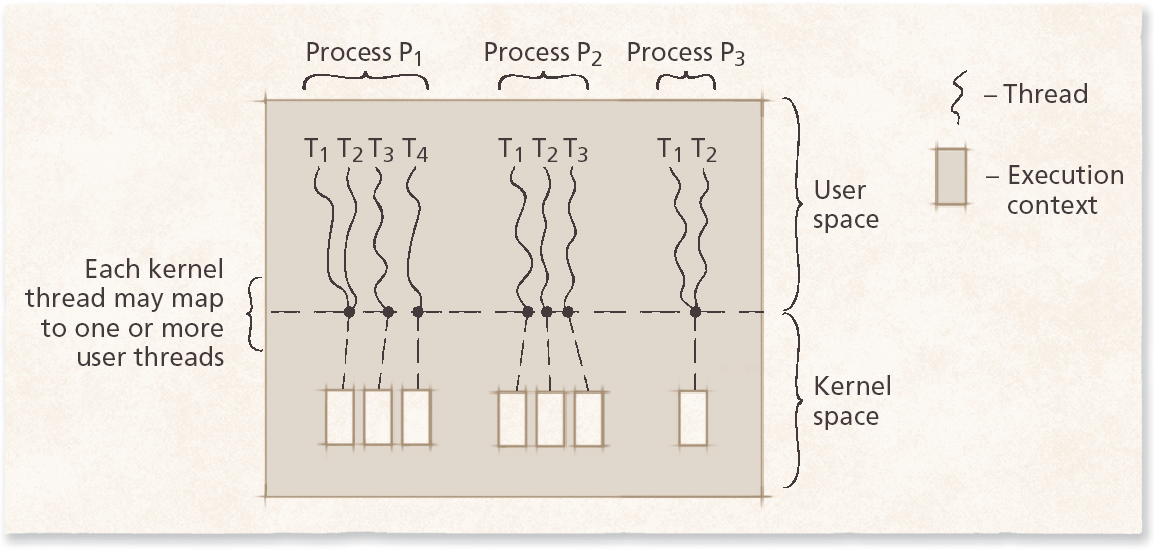 Process P1 Process P2 Process P3
– Thread
T1 T2 T3 T4 T1 T2 T3 T1 T2
– Execution
context
User
space
Each kernel
thread may map
to one or more
user threads
Kernel
space